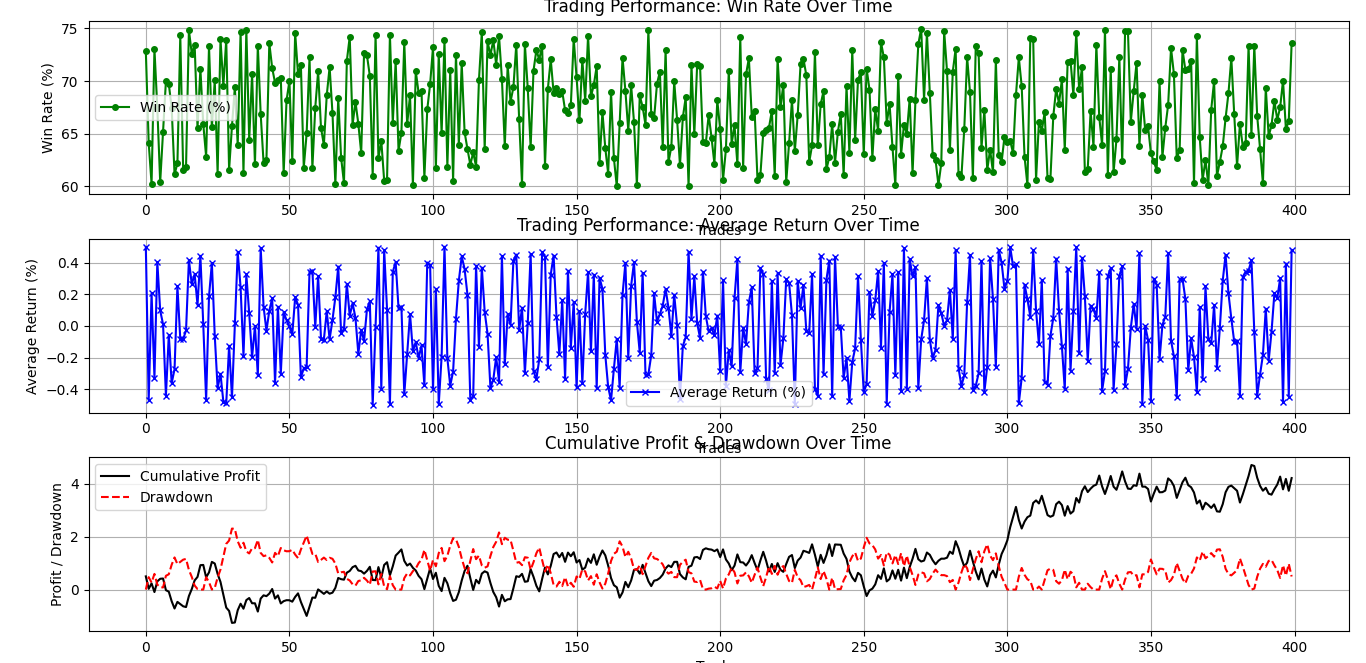 Trading Performance: Win Rate Over Time
Win Rate (%)
75
70
65
60
Win Rate (%)
0 50 100 150 200 250 300 350 400
Trades
Trading Performance: Average Return Over Time
Average Return (%)
0.4
0.2
0.0
−0.2
−0.4
Average Return (%)
0 50 100 150 200 250 300 350 400
Trades
Cumulative Profit & Drawdown Over Time
Profit / Drawdown
4
2
0
Cumulative Profit
Drawdown
0 50 100 150 200 250 300 350 400